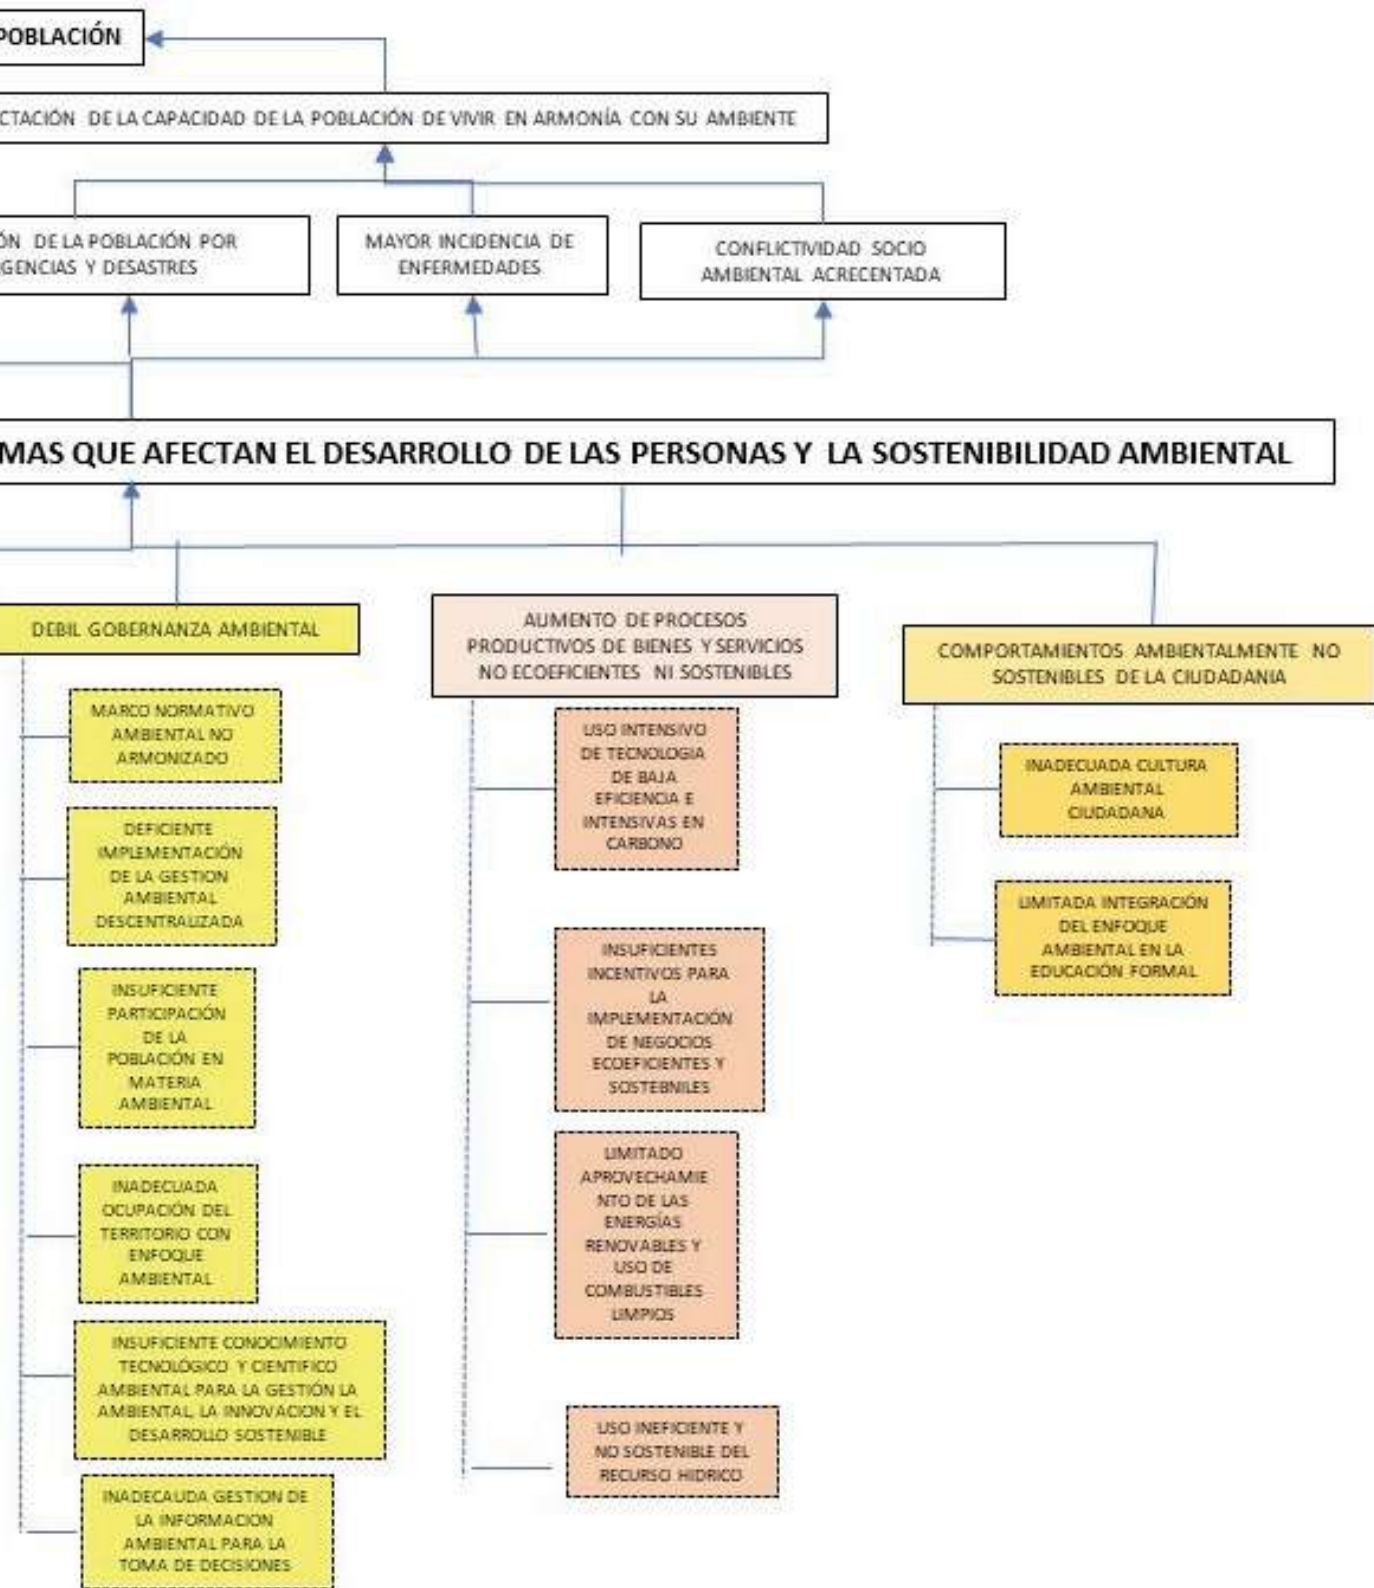 POBLACIÓN
CTACIÓN DE LA CAPACIDAD DE LA POBLACIÓN DE VIVIR EN ARMONÍA CON SU AMBIENTE
ÓN DE LA POBLACIÓN POR
GENCIAS Y DESASTRES
MAYOR INCIDENCIA DE
ENFERMEDADES
CONFLICTIVIDAD SOCIO
AMBIENTAL ACRECENTADA
MAS QUE AFECTAN EL DESARROLLO DE LAS PERSONAS Y LA SOSTENIBILIDAD AMBIENTAL
DEBIL GOBERNANZA AMBIENTAL
MARCO NORMATIVO
AMBIENTAL NO
ARMONIZADO
DEFICIENTE
IMPLEMENTACIÓN
DE LA GESTION
AMBIENTAL
DESCENTRALIZADA
INSUFICIENTE
PARTICIPACIÓN
DE LA
POBLACIÓN EN
MATERIA
AMBIENTAL
INADECUADA
OCUPACIÓN DEL
TERRITORIO CON
ENFOQUE
AMBIENTAL
INSUFICIENTE CONOCIMIENTO
TECNOLÓGICO Y CIENTIFICO
AMBIENTAL PARA LA GESTIÓN LA
AMBIENTAL, LA INNOVACION Y EL
DESARROLLO SOSTENIBLE
INADECAUDA GESTION DE
LA INFORMACION
AMBIENTAL PARA LA
TOMA DE DECISIONES
AUMENTO DE PROCESOS
PRODUCTIVOS DE BIENES Y SERVICIOS
NO ECOEFICIENTES NI SOSTENIBLES
USO INTENSIVO
DE TECNOLOGIA
DE BAJA
EFICIENCIA E
INTENSIVAS EN
CARBONO
INSUFICIENTES
INCENTIVOS PARA
LA
IMPLEMENTACIÓN
DE NEGOCIOS
ECOEFICIENTES Y
SOSTEBNILES
LIMITADO
APROVECHAMIE
NTO DE LAS
ENERGÍAS
RENOVABLES Y
USO DE
COMBUSTIBLES
LIMPIOS
USO INEFICIENTE Y
NO SOSTENIBLE DEL
RECURSO HIDRICO
COMPORTAMIENTOS AMBIENTALMENTE NO
SOSTENIBLES DE LA CIUDADANIA
INADECUADA CULTURA
AMBIENTAL
CIUDADANA
LIMITADA INTEGRACIÓN
DEL ENFOQUE
AMBIENTAL EN LA
EDUCACIÓN FORMAL